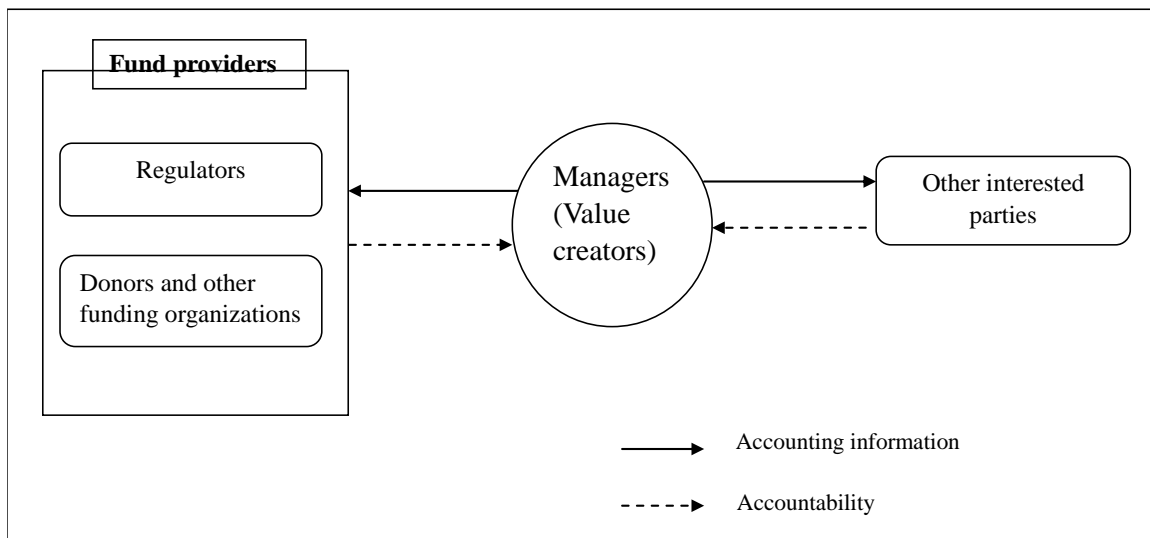 Fund providers
Regulators
Donors and other
funding organizations
Managers
(Value
creators)
Other interested
parties
Accounting information
Accountability